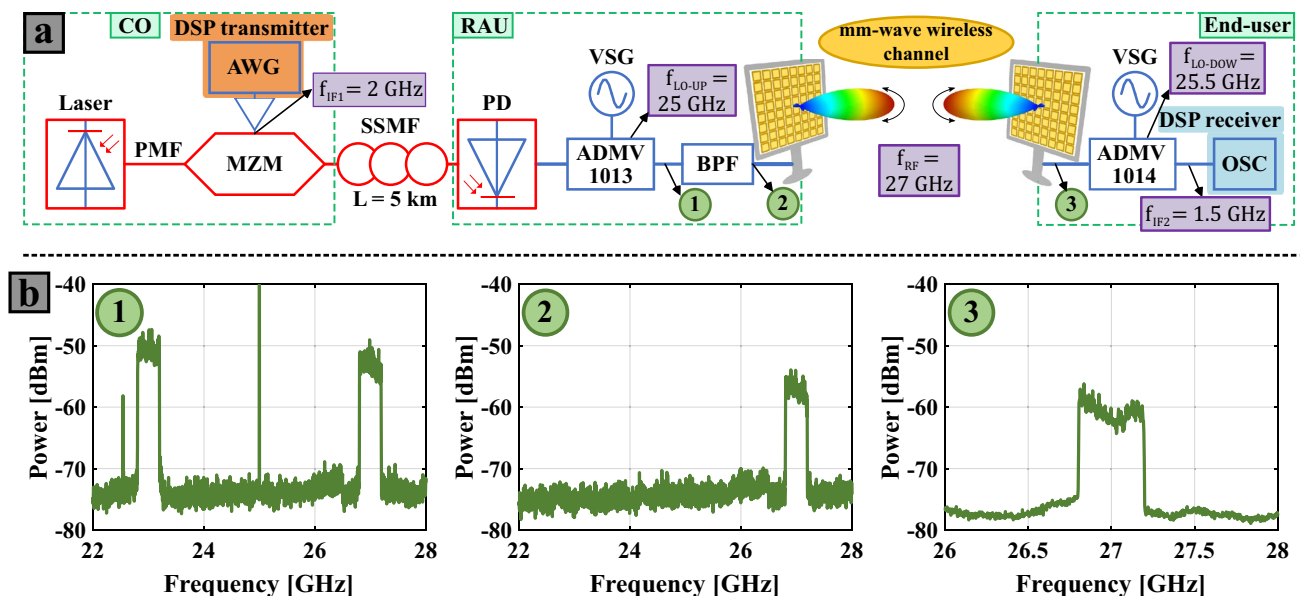 a
CO
DSP transmitter
AWG
f_IF1 = 2 GHz
Laser
PMF
MZM
SSMF
L = 5 km
RAU
PD
VSG
f_LO-UP =
25 GHz
ADMV
1013
BPF
1
2
mm-wave wireless
channel
f_RF =
27 GHz
End-user
VSG
f_LO-DOW =
25.5 GHz
DSP receiver
ADMV
1014
OSC
3
f_IF2 = 1.5 GHz
b
1
Power [dBm]
-40
-50
-60
-70
-80
22 24 26 28
Frequency [GHz]
2
Power [dBm]
-40
-50
-60
-70
-80
22 24 26 28
Frequency [GHz]
3
Power [dBm]
-40
-50
-60
-70
-80
26 26.5 27 27.5 28
Frequency [GHz]